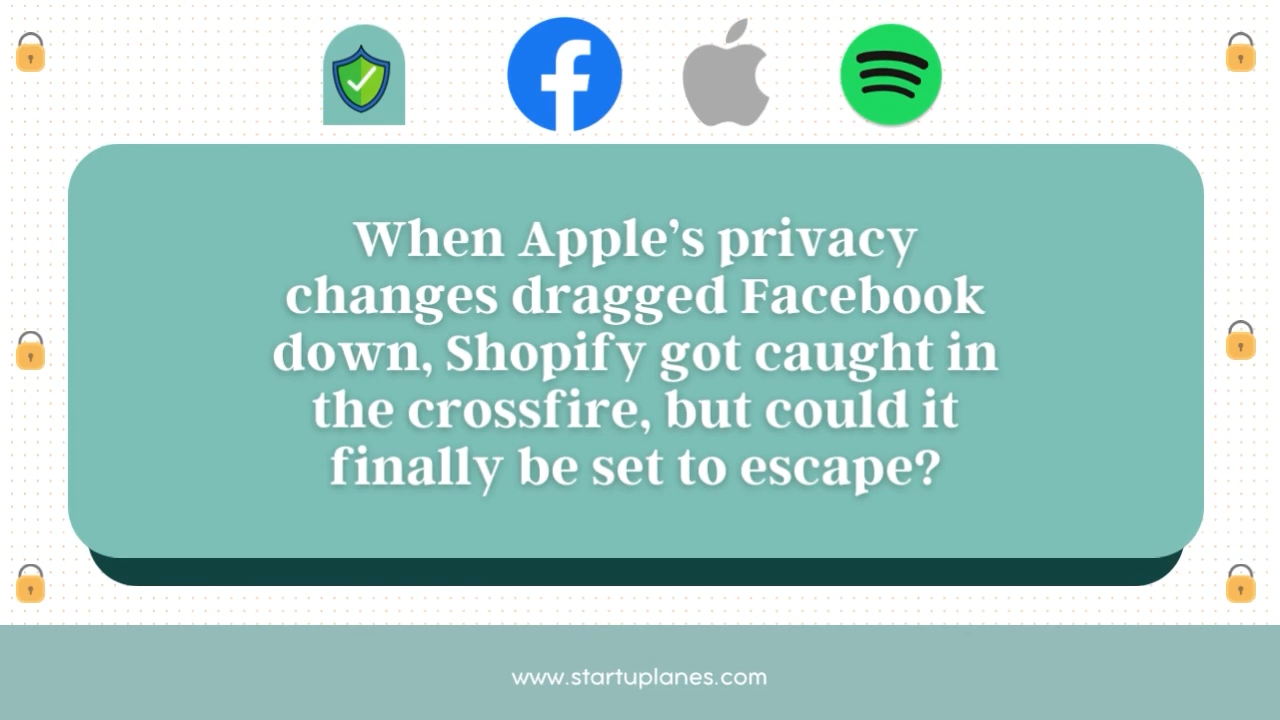 When Apple’s privacy
changes dragged Facebook
down, Shopify got caught in
the crossfire, but could it
finally be set to escape?
www.startuplanes.com